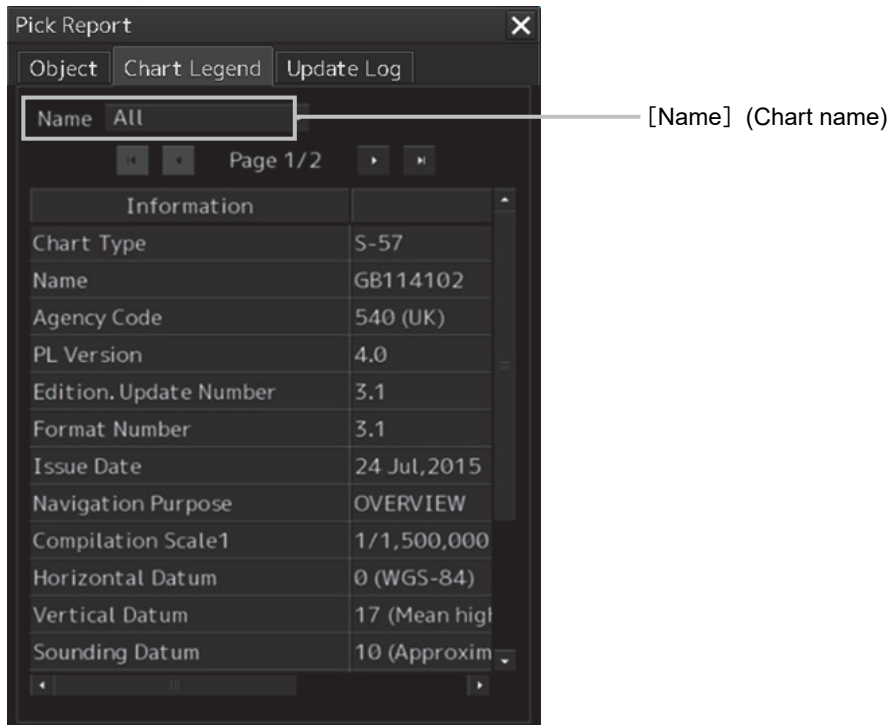 Pick Report
Object Chart Legend Update Log
Name All
[Name] (Chart name)
Page 1/2
Information
Chart Type S-57
Name GB114102
Agency Code 540 (UK)
PL Version 4.0
Edition. Update Number 3.1
Format Number 3.1
Issue Date 24 Jul,2015
Navigation Purpose OVERVIEW
Compilation Scale1 1/1,500,000
Horizontal Datum 0 (WGS-84)
Vertical Datum 17 (Mean high
Sounding Datum 10 (Approxim